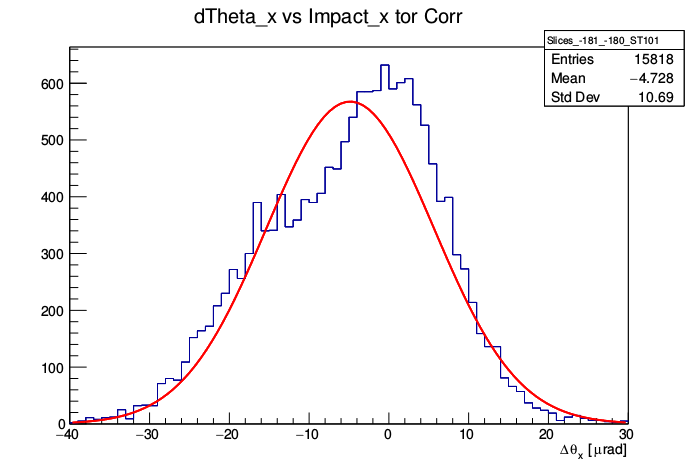 dTheta_x vs Impact_x tor Corr
Slices_-181_-180_ST101
Entries 15818
Mean −4.728
Std Dev 10.69
600
500
400
300
200
100
0
−40 −30 −20 −10 0 10 20 30
Δθx [μrad]